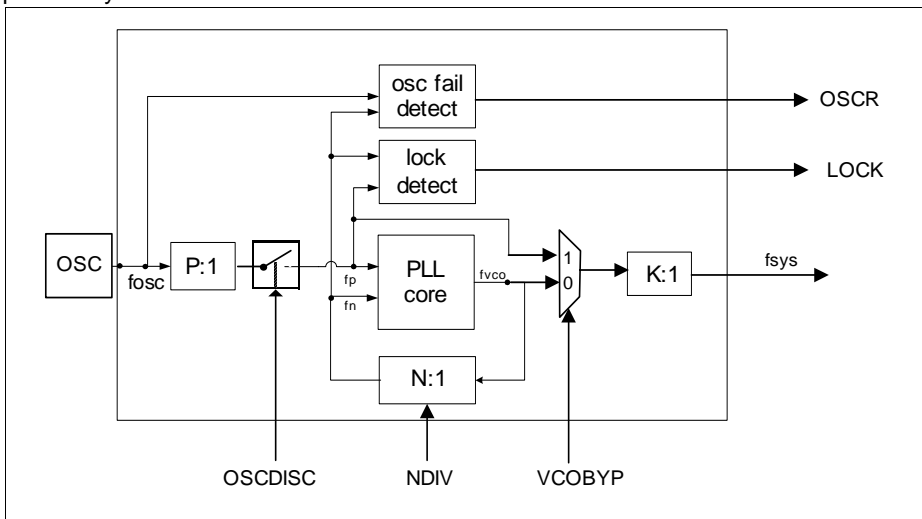 osc fail
detect
OSCR
lock
detect
LOCK
OSC
fosc
P:1
fp
fn
PLL
core
fvco
1
0
K:1
fsys
N:1
OSCDISC
NDIV
VCOBYP